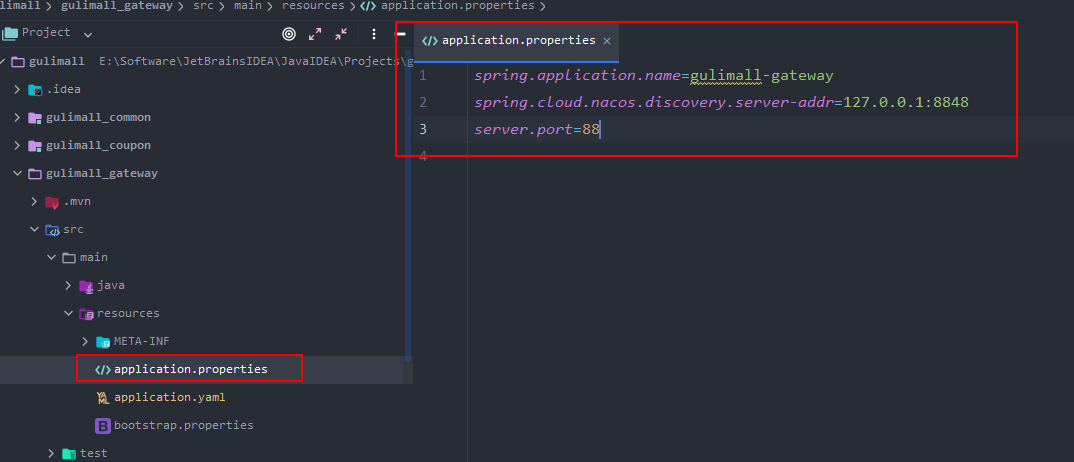 limall > gulimall_gateway > src > main > resources > application.properties >
Project
application.properties ×
gulimall E:\Software\JetBrainsIDEA\JavaIDEA\Projects\g
1 spring.application.name=gulimall-gateway
2 spring.cloud.nacos.discovery.server-addr=127.0.0.1:8848
3 server.port=88
4
.idea
gulimall_common
gulimall_coupon
gulimall_gateway
.mvn
src
main
java
resources
META-INF
application.properties
application.yaml
bootstrap.properties
test